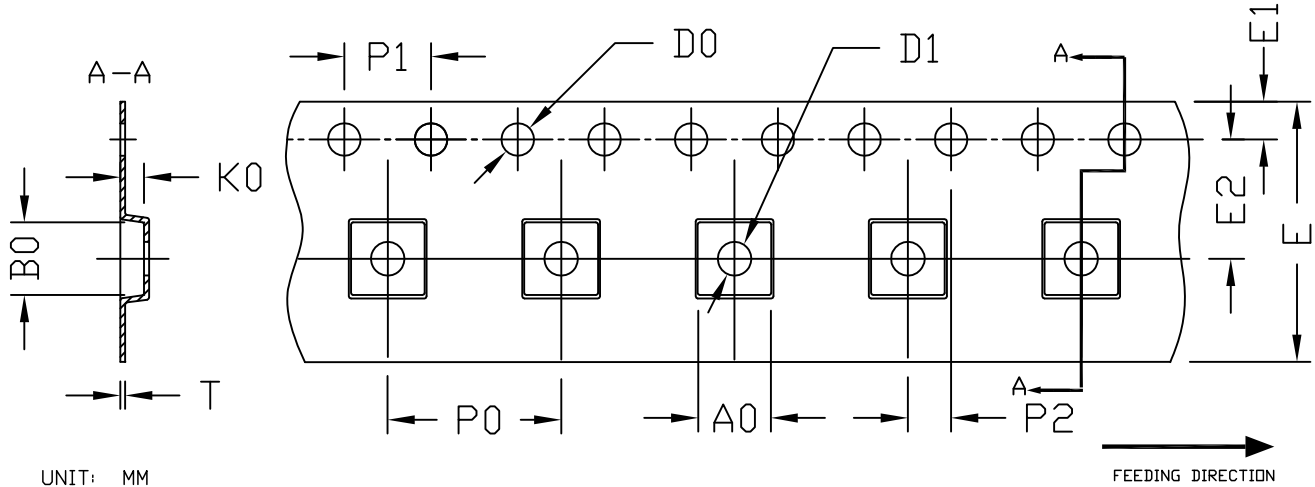 A-A
P1
D0
D1
A
E1
K0
B0
E2
E
T
P0
A0
A
P2
UNIT: MM
FEEDING DIRECTION